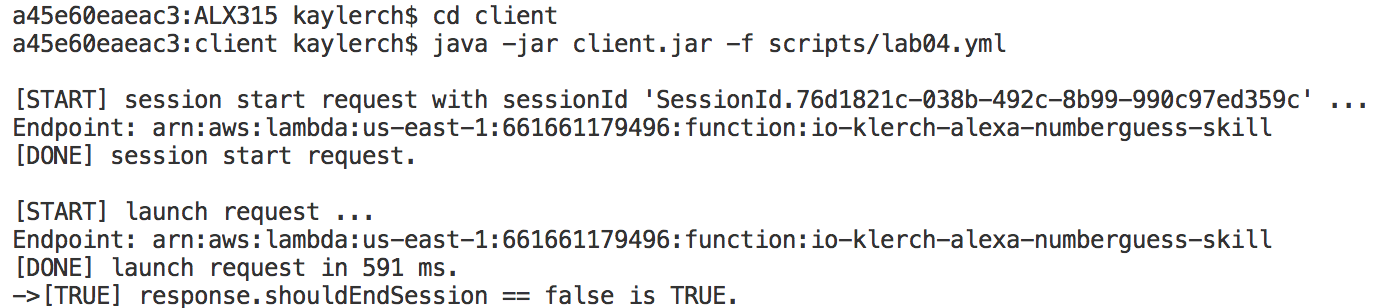 a45e60eaeac3:ALX315 kaylerch$ cd client
a45e60eaeac3:client kaylerch$ java -jar client.jar -f scripts/lab04.yml
[START] session start request with sessionId 'SessionId.76d1821c-038b-492c-8b99-990c97ed359c' ...
Endpoint: arn:aws:lambda:us-east-1:661661179496:function:io-klerch-alexa-numberguess-skill
[DONE] session start request.
[START] launch request ...
Endpoint: arn:aws:lambda:us-east-1:661661179496:function:io-klerch-alexa-numberguess-skill
[DONE] launch request in 591 ms.
->[TRUE] response.shouldEndSession == false is TRUE.